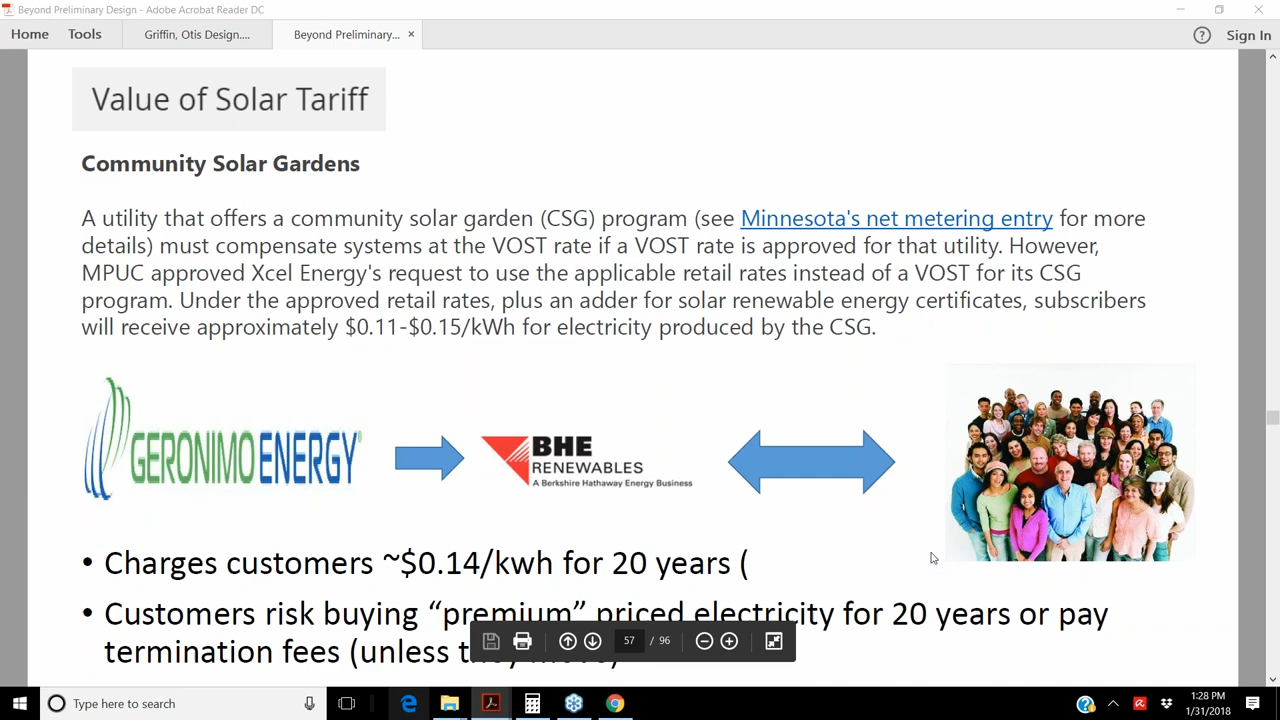 Beyond Preliminary Design - Adobe Acrobat Reader DC
Home Tools Griffin, Otis Design.... Beyond Preliminary... × ? Sign In
Value of Solar Tariff
Community Solar Gardens
A utility that offers a community solar garden (CSG) program (see Minnesota's net metering entry for more
details) must compensate systems at the VOST rate if a VOST rate is approved for that utility. However,
MPUC approved Xcel Energy's request to use the applicable retail rates instead of a VOST for its CSG
program. Under the approved retail rates, plus an adder for solar renewable energy certificates, subscribers
will receive approximately $0.11-$0.15/kWh for electricity produced by the CSG.
GERONIMO ENERGY®
BHE
RENEWABLES
A Berkshire Hathaway Energy Business
• Charges customers ~$0.14/kwh for 20 years (
• Customers risk buying “premium” priced electricity for 20 years or pay
termination fees (unless they move)
57 / 96
Type here to search
1:28 PM
1/31/2018